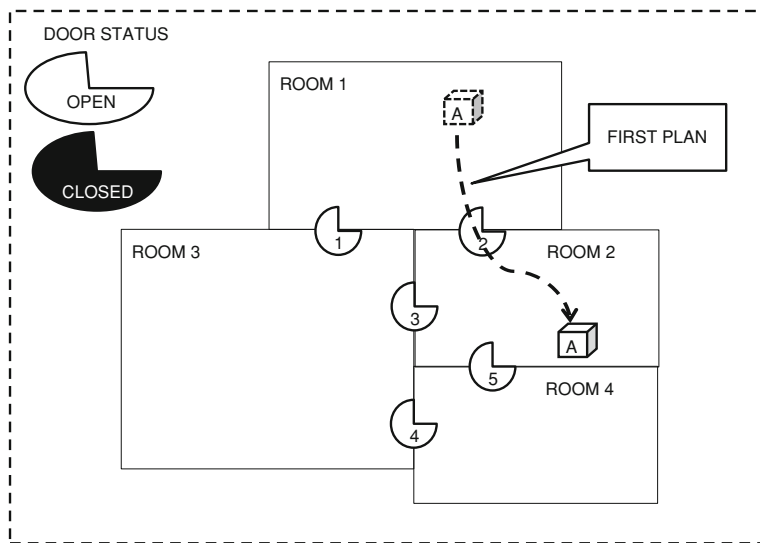 DOOR STATUS
OPEN
CLOSED
ROOM 1
A
FIRST PLAN
1
2
ROOM 3
ROOM 2
3
A
5
ROOM 4
4